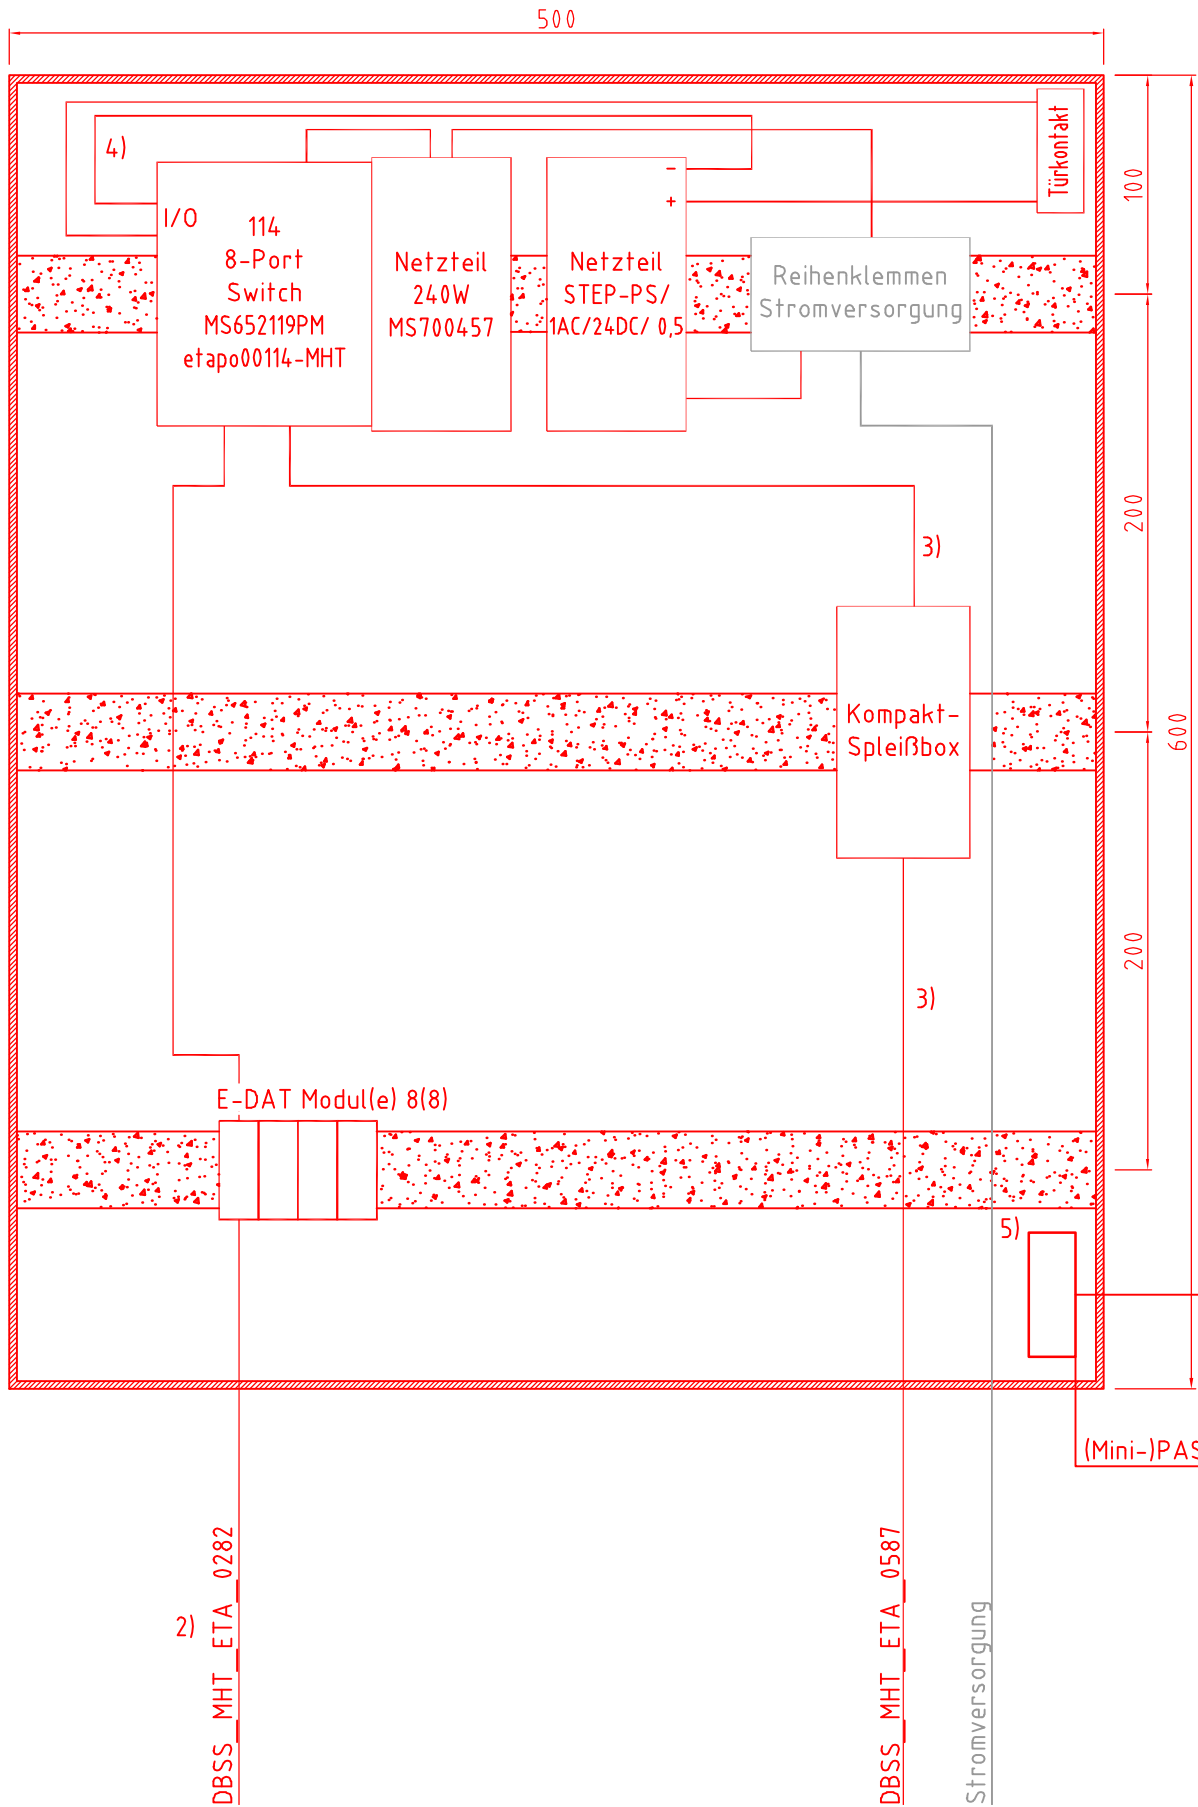 500
Türkontakt
4)
100
I/O
114
8-Port
Switch
MS652119PM
etapo00114-MHT
Netzteil
240W
MS700457
-
+
Netzteil
STEP-PS/
1AC/24DC/ 0,5
Reihenklemmen
Stromversorgung
200
3)
Kompakt-
Spleißbox
600
200
3)
E-DAT Modul(e) 8(8)
5)
(Mini-)PAS
2)
DBSS_MHT_ETA_0282
DBSS_MHT_ETA_0587
Stromversorgung